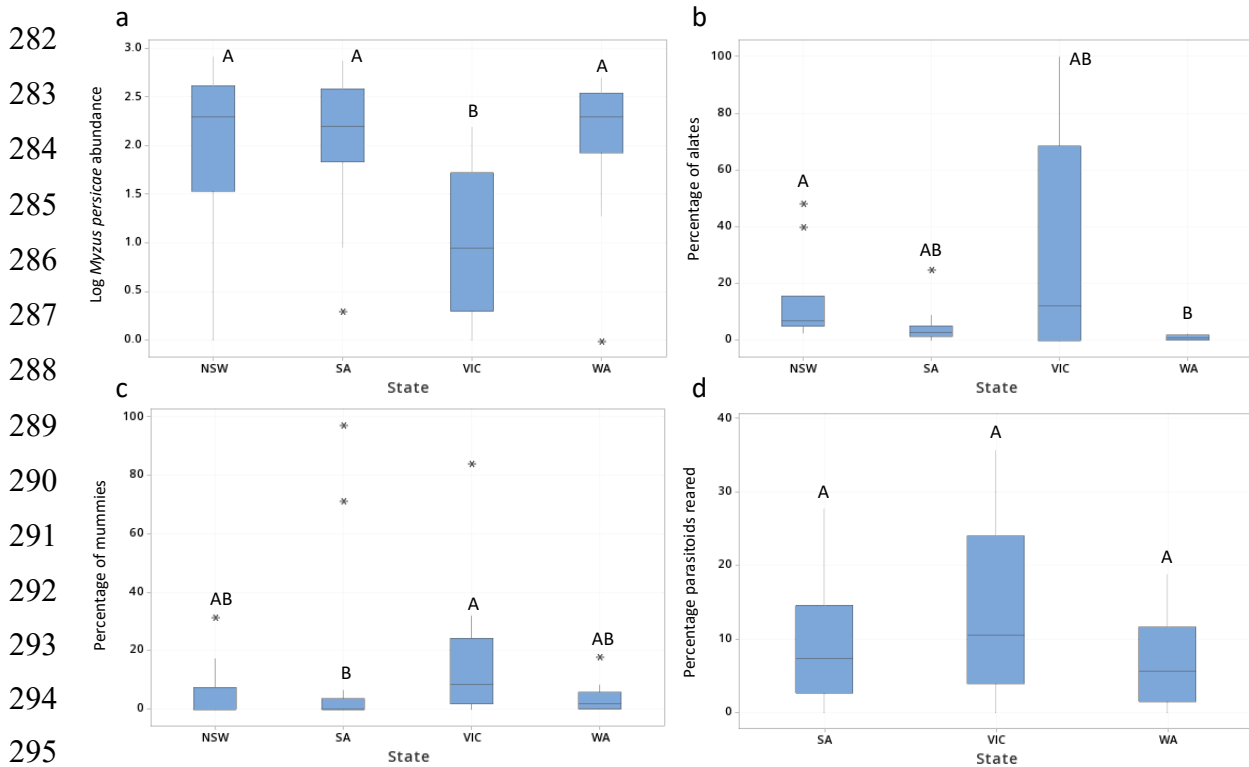 282
283
284
285
286
287
288
289
290
291
292
293
294
295
a
Log Myzus persicae abundance
3.0
2.5
2.0
1.5
1.0
0.5
0.0
A A B A
NSW SA VIC WA
State
b
Percentage of alates
100
80
60
40
20
0
A AB AB B
NSW SA VIC WA
State
c
Percentage of mummies
100
80
60
40
20
0
AB B A AB
NSW SA VIC WA
State
d
Percentage parasitoids reared
40
30
20
10
0
A A A
SA VIC WA
State